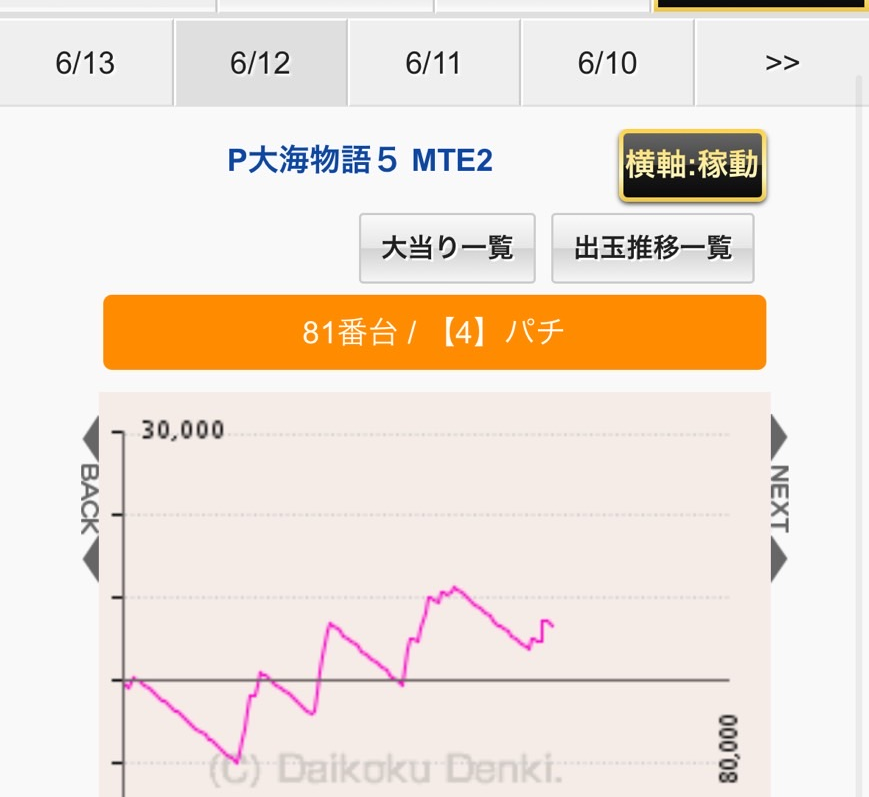 6/13 6/12 6/11 6/10 >>
P大海物語５ MTE2
横軸:稼動
大当り一覧 出玉推移一覧
81番台 / 【4】パチ
30,000
BACK
NEXT
80,000
(C) Daikoku Denki.